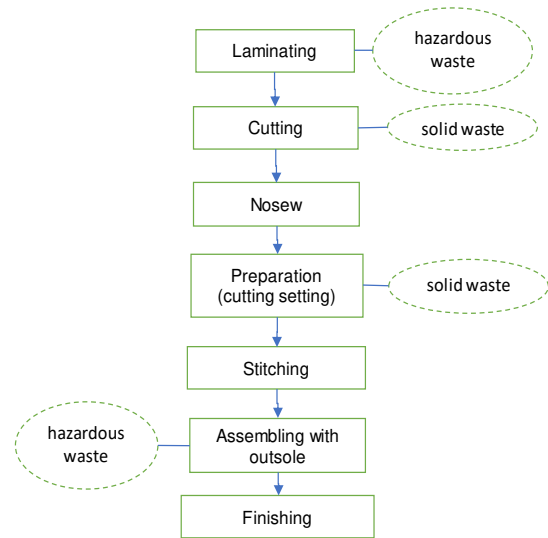 Laminating
hazardous
waste
Cutting
solid waste
Nosew
Preparation
(cutting setting)
solid waste
Stitching
hazardous
waste
Assembling with
outsole
Finishing